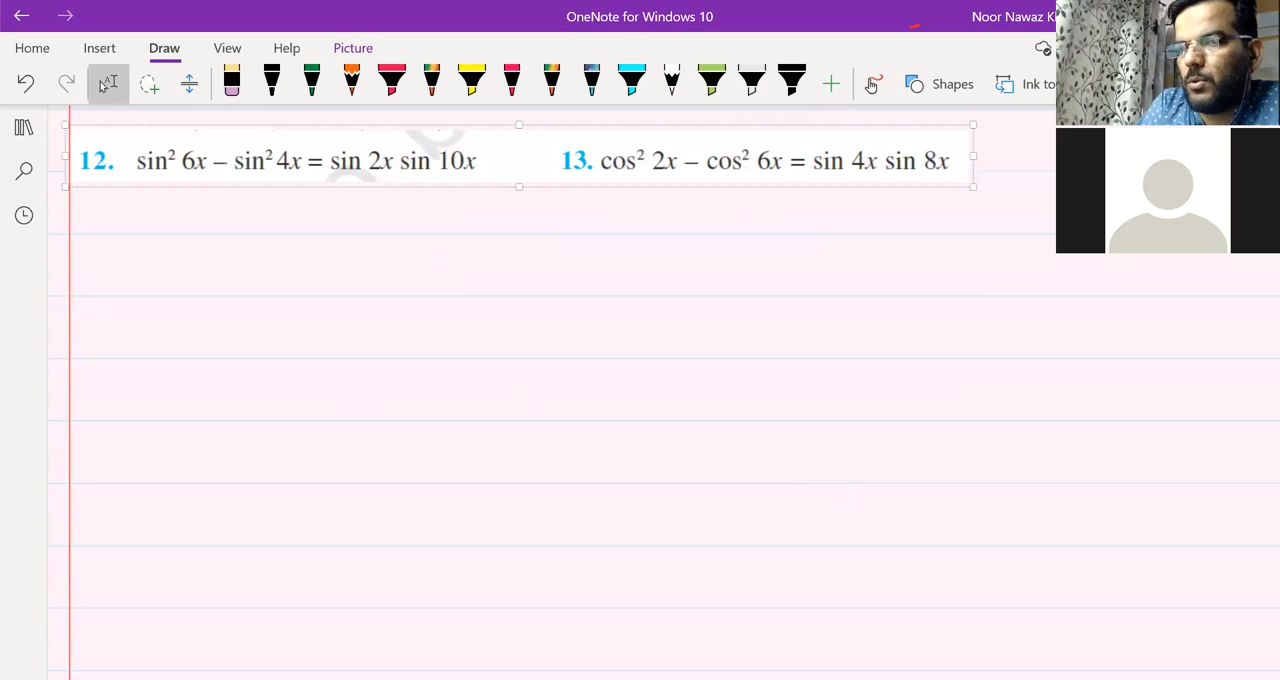 OneNote for Windows 10
Noor Nawaz K
Home Insert Draw View Help Picture
Shapes Ink to
12. sin² 6x – sin² 4x = sin 2x sin 10x 13. cos² 2x – cos² 6x = sin 4x sin 8x